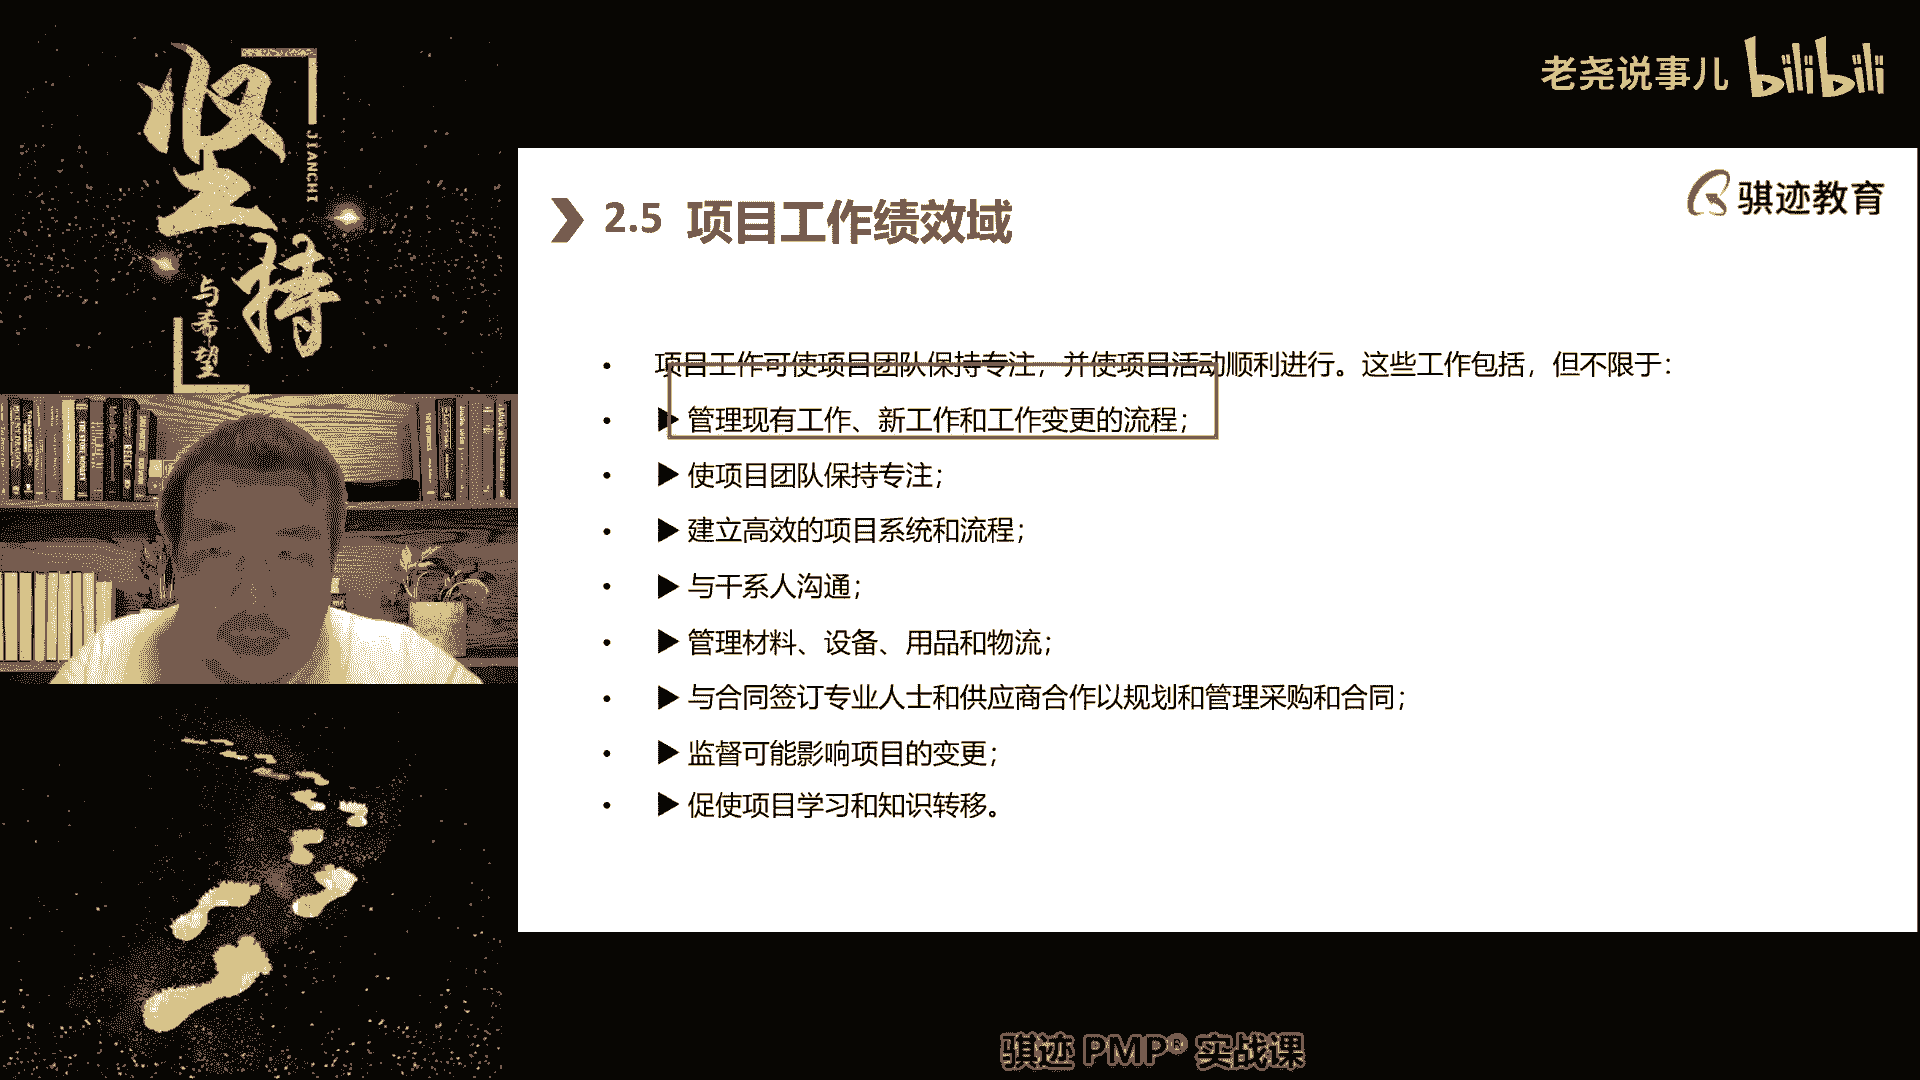 坚持
JIANCHI
与希望
老尧说事儿 bilibili
骐迹教育
2.5 项目工作绩效域
• 项目工作可使项目团队保持专注，并使项目活动顺利进行。这些工作包括，但不限于：
• ▶ 管理现有工作、新工作和工作变更的流程；
• ▶ 使项目团队保持专注；
• ▶ 建立高效的项目系统和流程；
• ▶ 与干系人沟通；
• ▶ 管理材料、设备、用品和物流；
• ▶ 与合同签订专业人士和供应商合作以规划和管理采购和合同；
• ▶ 监督可能影响项目的变更；
• ▶ 促使项目学习和知识转移。
骐迹 PMP® 实战课